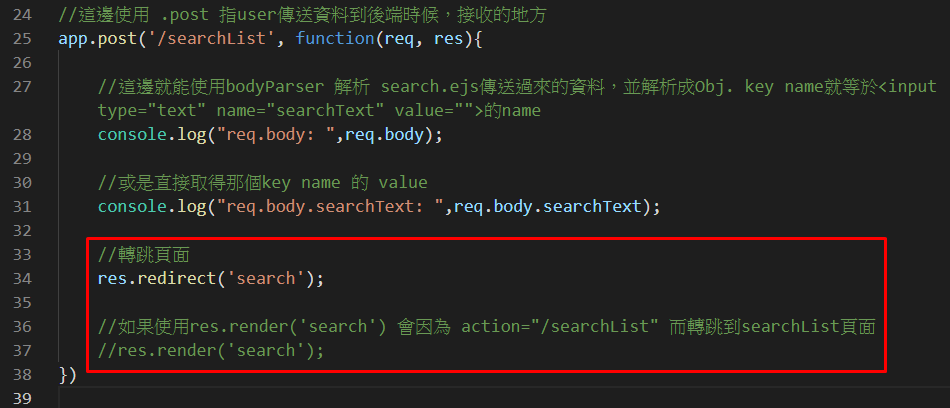 24 //這邊使用 .post 指user傳送資料到後端時候，接收的地方
25 app.post('/searchList', function(req, res){
26
27 //這邊就能使用bodyParser 解析 search.ejs傳送過來的資料，並解析成Obj. key name就等於<input
type="text" name="searchText" value="">的name
28 console.log("req.body: ",req.body);
29
30 //或是直接取得那個key name 的 value
31 console.log("req.body.searchText: ",req.body.searchText);
32
33 //轉跳頁面
34 res.redirect('search');
35
36 //如果使用res.render('search') 會因為 action="/searchList" 而轉跳到searchList頁面
37 //res.render('search');
38 })
39